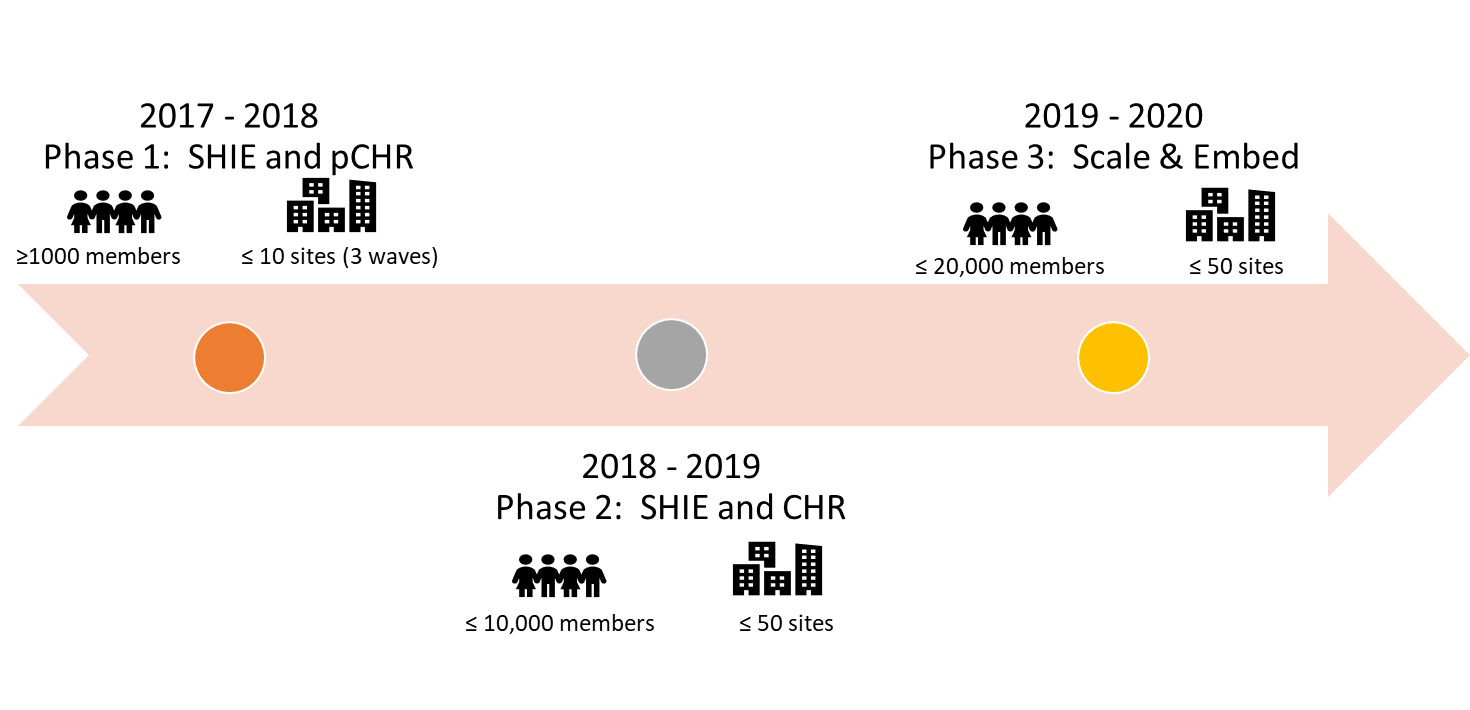 2017 - 2018
Phase 1:  SHIE and pCHR
≥1000 members
≤ 10 sites (3 waves)
2018 - 2019
Phase 2:  SHIE and CHR
≤ 10,000 members
≤ 50 sites
2019 - 2020
Phase 3:  Scale & Embed
≤ 20,000 members
≤ 50 sites